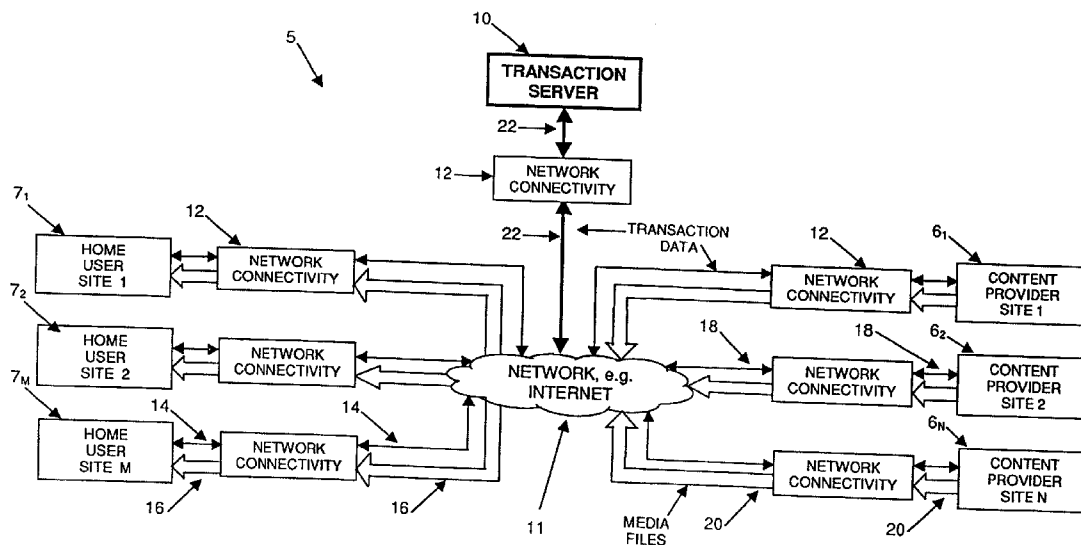 10
5
TRANSACTION
SERVER
22
12
NETWORK
CONNECTIVITY
22
TRANSACTION
DATA
7₁
HOME
USER
SITE 1
12
NETWORK
CONNECTIVITY
12
NETWORK
CONNECTIVITY
6₁
CONTENT
PROVIDER
SITE 1
7₂
HOME
USER
SITE 2
NETWORK
CONNECTIVITY
NETWORK, e.g.
INTERNET
11
18
NETWORK
CONNECTIVITY
18
6₂
CONTENT
PROVIDER
SITE 2
7M
HOME
USER
SITE M
14
16
NETWORK
CONNECTIVITY
14
16
MEDIA
FILES
20
NETWORK
CONNECTIVITY
20
6N
CONTENT
PROVIDER
SITE N